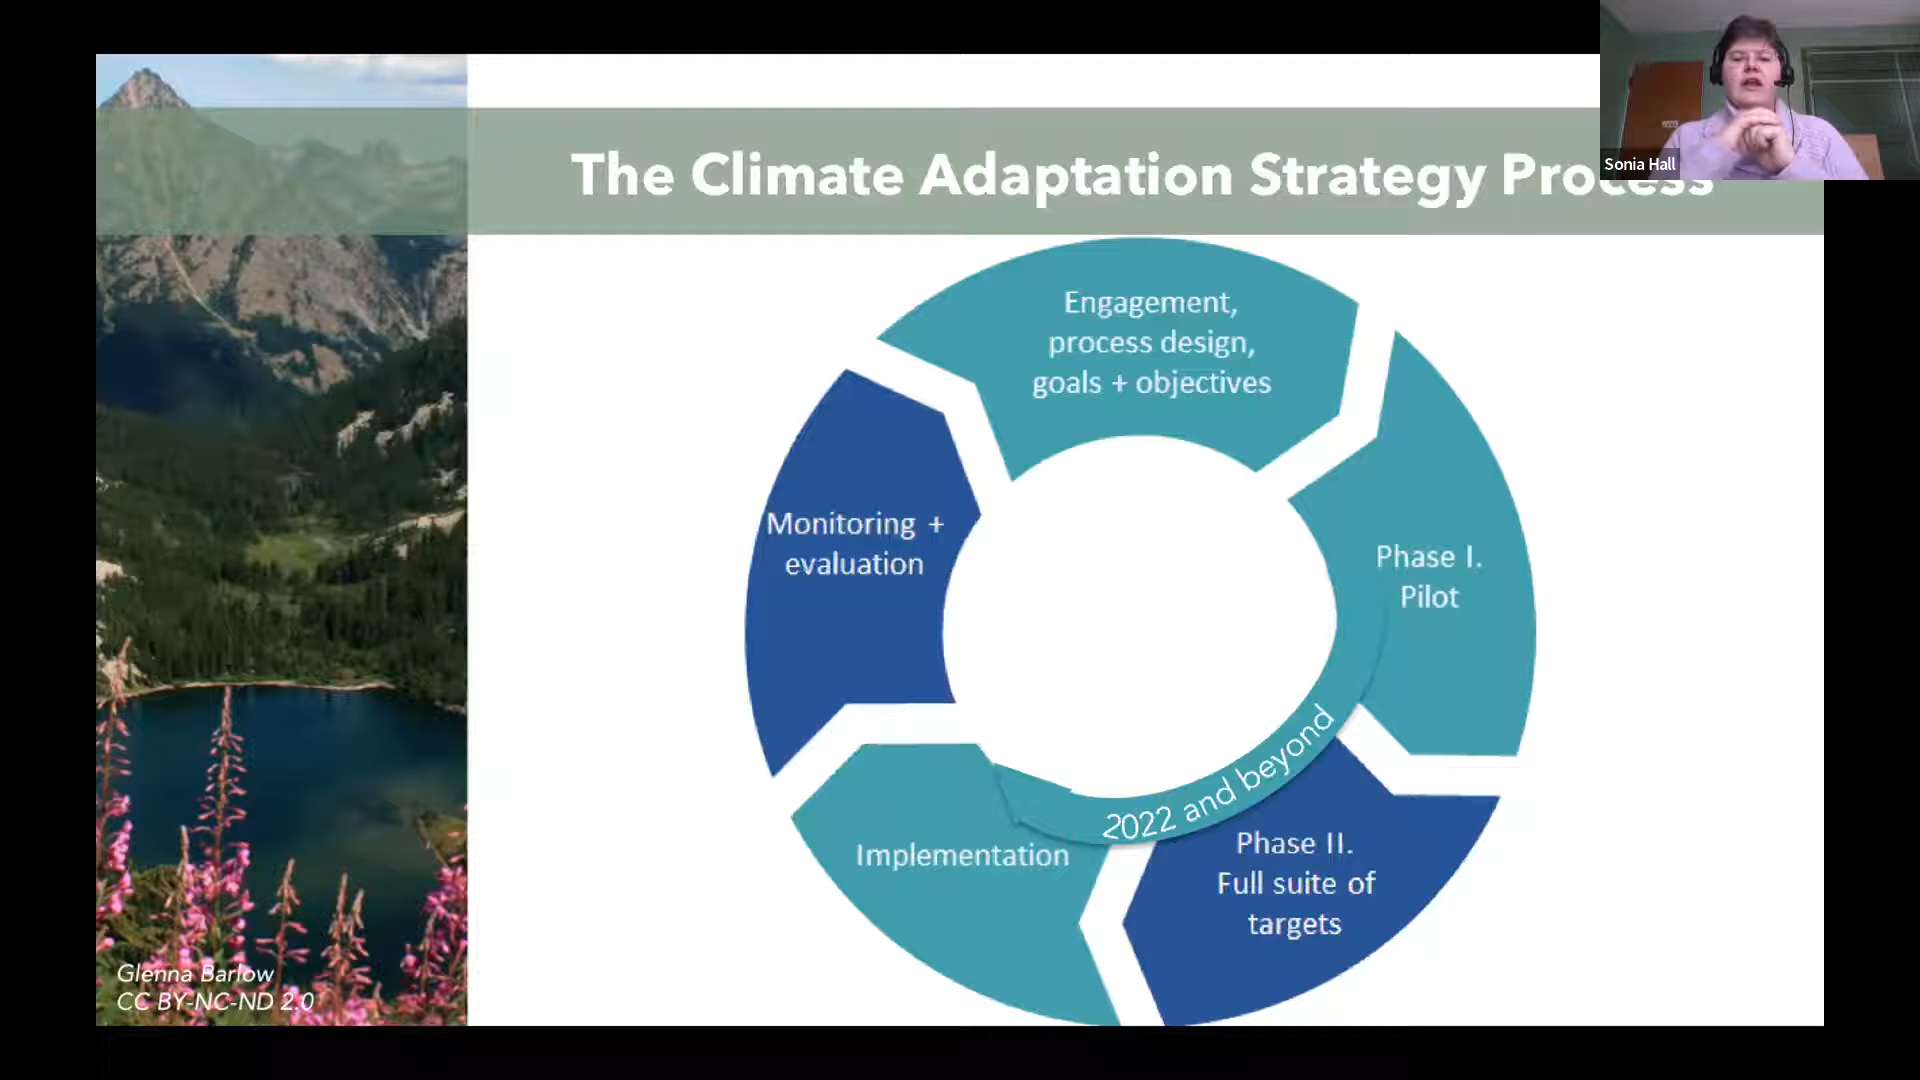 The Climate Adaptation Strategy Process
Sonia Hall
Engagement,
process design,
goals + objectives
Phase I.
Pilot
Phase II.
Full suite of
targets
2022 and beyond
Implementation
Monitoring +
evaluation
Glenna Barlow
CC BY-NC-ND 2.0